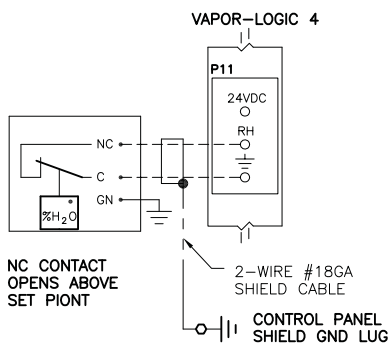 VAPOR-LOGIC 4
P11
24VDC
RH
NC
C
GN
%H2O
NC CONTACT
OPENS ABOVE
SET PIONT
2-WIRE #18GA
SHIELD CABLE
CONTROL PANEL
SHIELD GND LUG